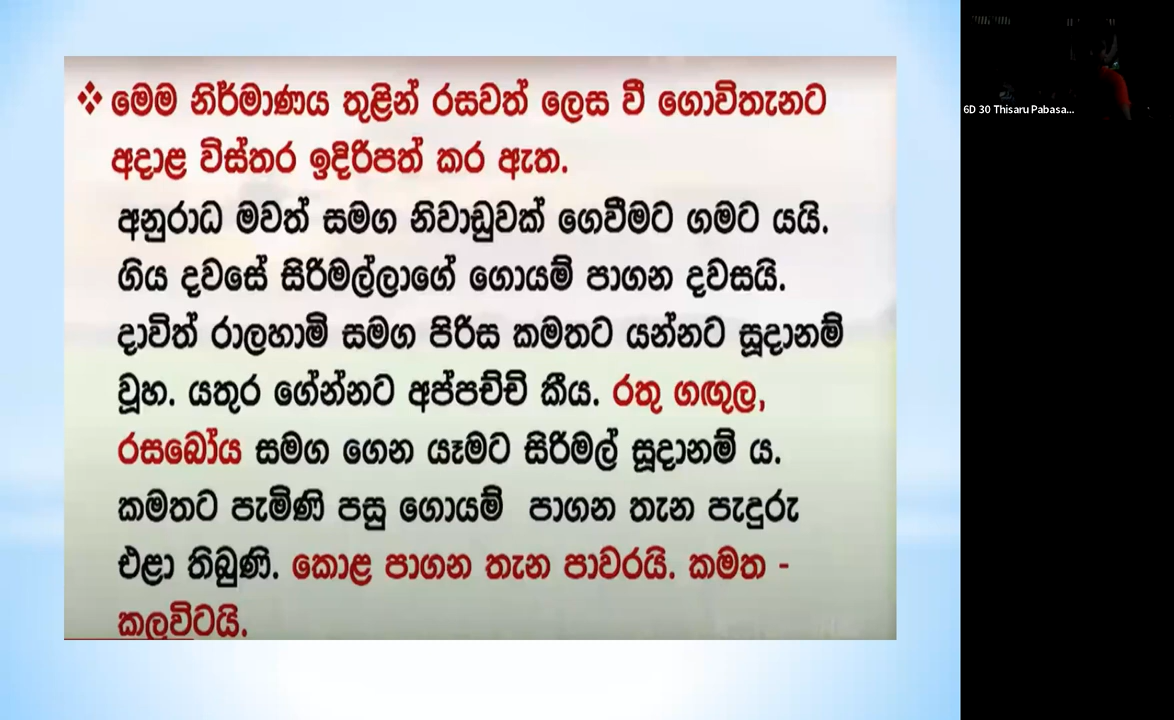 ❖ මෙම නිර්මාණය තුළින් රසවත් ලෙස වී ගොවිතැනට
අදාළ විස්තර ඉදිරිපත් කර ඇත.
අනුරාධ මවත් සමග නිවාඩුවක් ගෙවීමට ගමට යයි.
ගිය දවසේ සිරිමල්ලාගේ ගොයම් පාගන දවසයි.
දාවිත් රාලහාමි සමග පිරිස කමතට යන්නට සූදානම්
වූහ. යතුර ගේන්නට අප්පච්චි කීය. රතු ගඟුල,
රසබෝය සමග ගෙන යෑමට සිරිමල් සූදානම් ය.
කමතට පැමිණි පසු ගොයම් පාගන තැන පැදුරු
එළා තිබුණි. කොළ පාගන තැන පාවරයි. කමත -
කලවිටයි.
6D 30 Thisaru Pabasa...